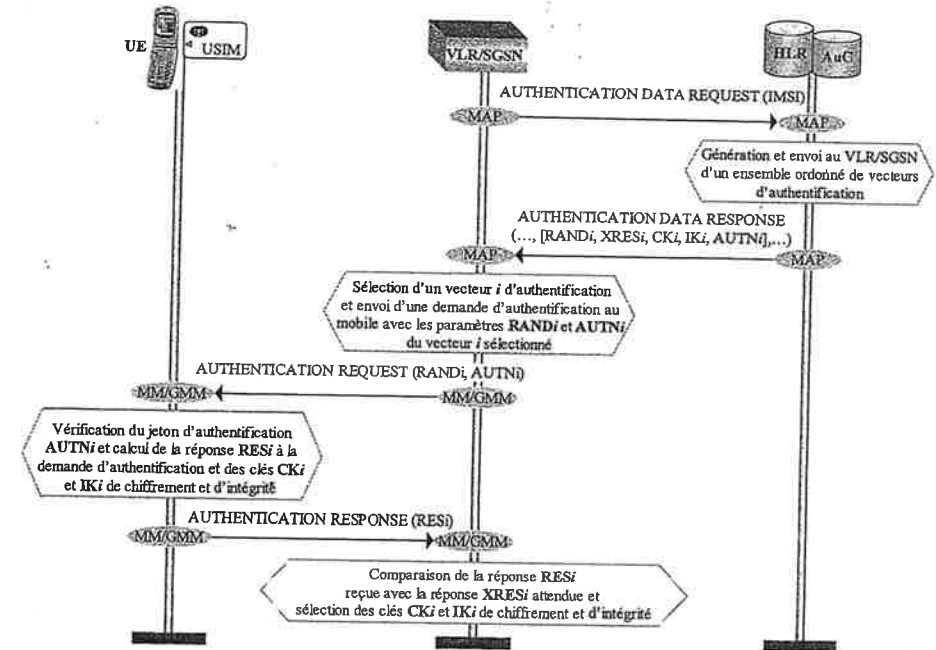 UE
USIM
VLR/SGSN
HLR
AuC
AUTHENTICATION DATA REQUEST (IMSI)
MAP
MAP
Génération et envoi au VLR/SGSN
d'un ensemble ordonné de vecteurs
d'authentification
AUTHENTICATION DATA RESPONSE
(..., [RANDi, XRESi, CKi, IKi, AUTNi],...)
MAP
MAP
Sélection d'un vecteur i d'authentification
et envoi d'une demande d'authentification au
mobile avec les paramètres RANDi et AUTNi
du vecteur i sélectionné
AUTHENTICATION REQUEST (RANDi, AUTNi)
MM/GMM
MM/GMM
Vérification du jeton d'authentification
AUTNi et calcul de la réponse RESi à la
demande d'authentification et des clés CKi
et IKi de chiffrement et d'intégrité
AUTHENTICATION RESPONSE (RESi)
MM/GMM
MM/GMM
Comparaison de la réponse RESi
reçue avec la réponse XRESi attendue et
sélection des clés CKi et IKi de chiffrement et d'intégrité